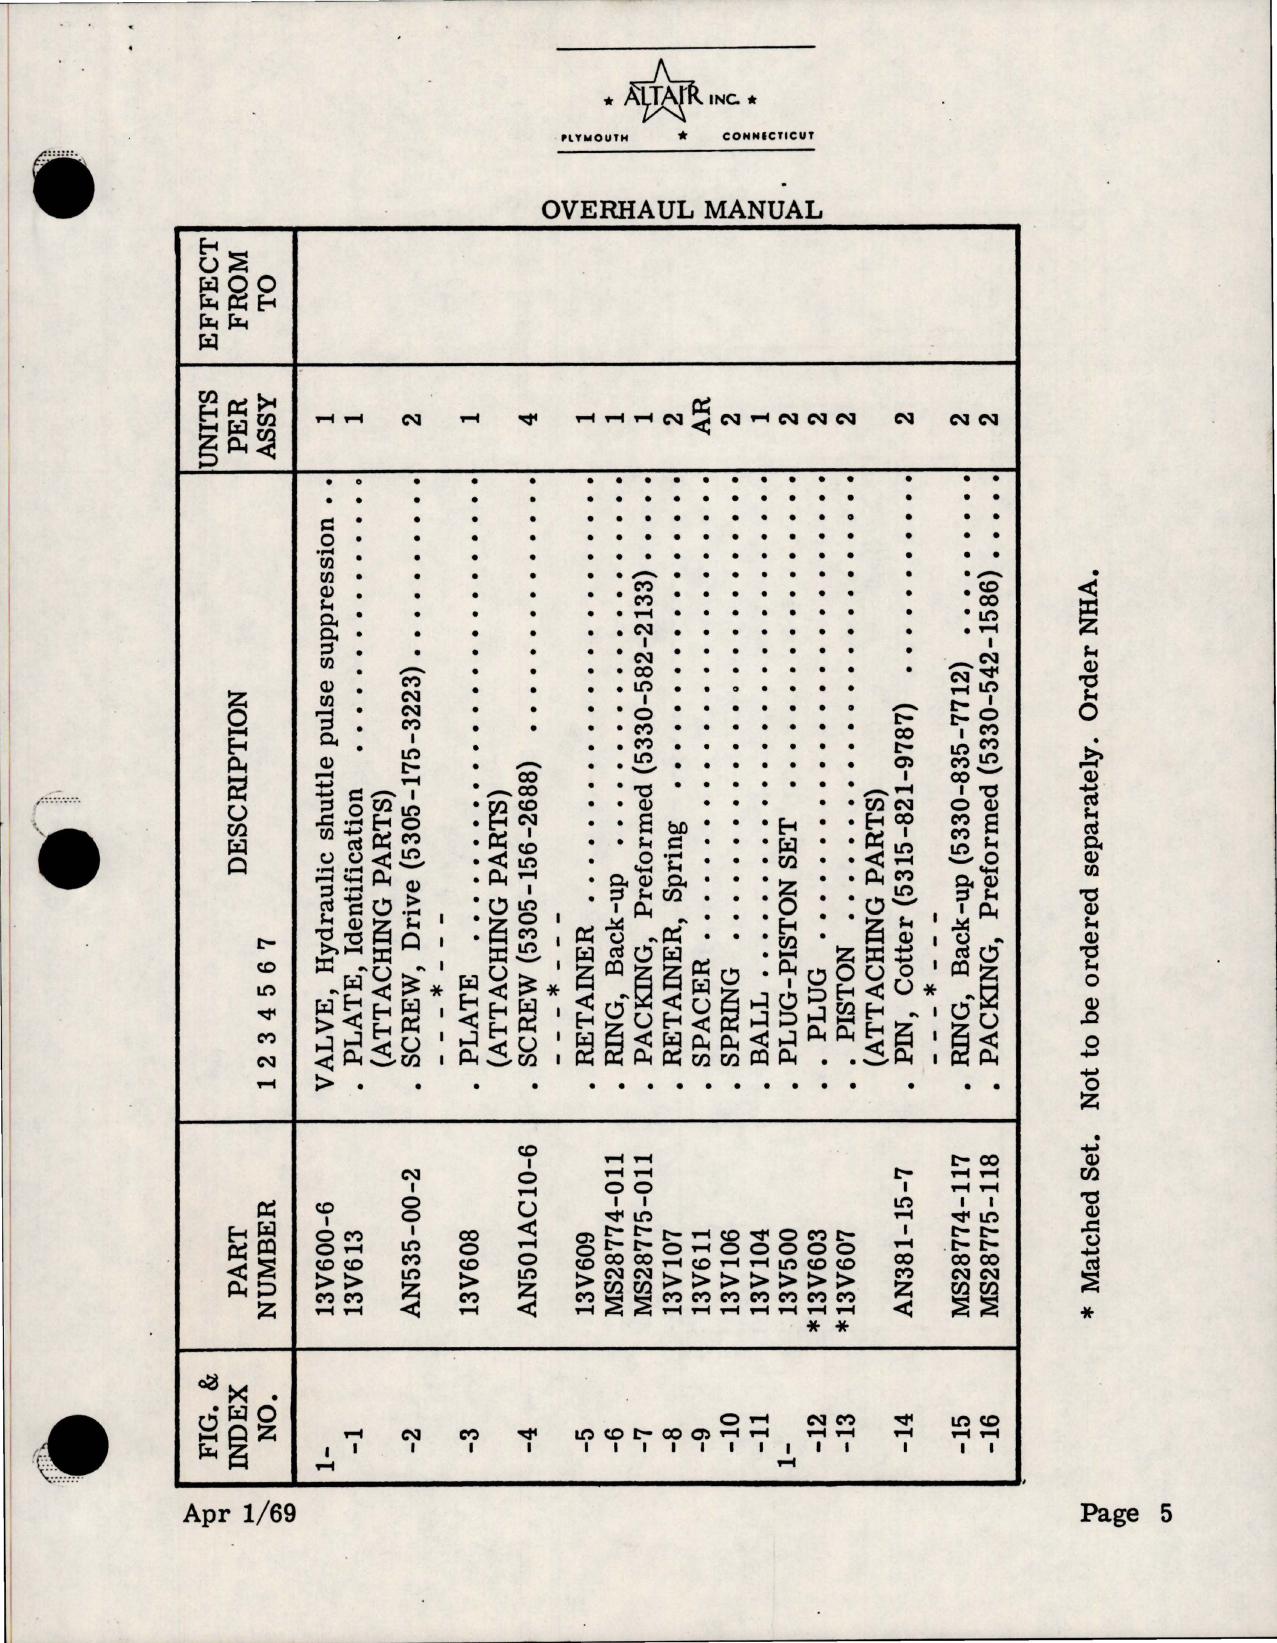 ALTAIR INC.
PLYMOUTH CONNECTICUT
OVERHAUL MANUAL
FIG. & INDEX NO. PART NUMBER DESCRIPTION 1 2 3 4 5 6 7 UNITS PER ASSY EFFECT FROM TO
1- 13V600-6 VALVE, Hydraulic shuttle pulse suppression . . 1
-1 13V613 . PLATE, Identification . . . . . . . . . . . . . . . 1
(ATTACHING PARTS)
-2 AN535-00-2 . SCREW, Drive (5305-175-3223) . . . . . . . . . . 2
- - - * - - -
-3 13V608 . PLATE . . . . . . . . . . . . . . . . . . . . . . . . . 1
(ATTACHING PARTS)
-4 AN501AC10-6 . SCREW (5305-156-2688) . . . . . . . . . . . . . 4
- - - * - - -
-5 13V609 . RETAINER . . . . . . . . . . . . . . . . . . . . . . . 1
-6 MS28774-011 . RING, Back-up . . . . . . . . . . . . . . . . . . . . 1
-7 MS28775-011 . PACKING, Preformed (5330-582-2133) . . . . . . 1
-8 13V107 . RETAINER, Spring . . . . . . . . . . . . . . . . . 2
-9 13V611 . SPACER . . . . . . . . . . . . . . . . . . . . . . . . AR
-10 13V106 . SPRING . . . . . . . . . . . . . . . . . . . . . . . . 2
-11 13V104 . BALL . . . . . . . . . . . . . . . . . . . . . . . . . . 1
1- 13V500 . PLUG-PISTON SET . . . . . . . . . . . . . . . . . 2
-12 *13V603 . . PLUG . . . . . . . . . . . . . . . . . . . . . . . . . 2
-13 *13V607 . . PISTON . . . . . . . . . . . . . . . . . . . . . . . 2
(ATTACHING PARTS)
-14 AN381-15-7 . PIN, Cotter (5315-821-9787) . . . . . . . . . . . 2
- - - * - - -
-15 MS28774-117 . RING, Back-up (5330-835-7712) . . . . . . . . . 2
-16 MS28775-118 . PACKING, Preformed (5330-542-1586) . . . . . 2
* Matched Set. Not to be ordered separately. Order NHA.
Apr 1/69
Page 5